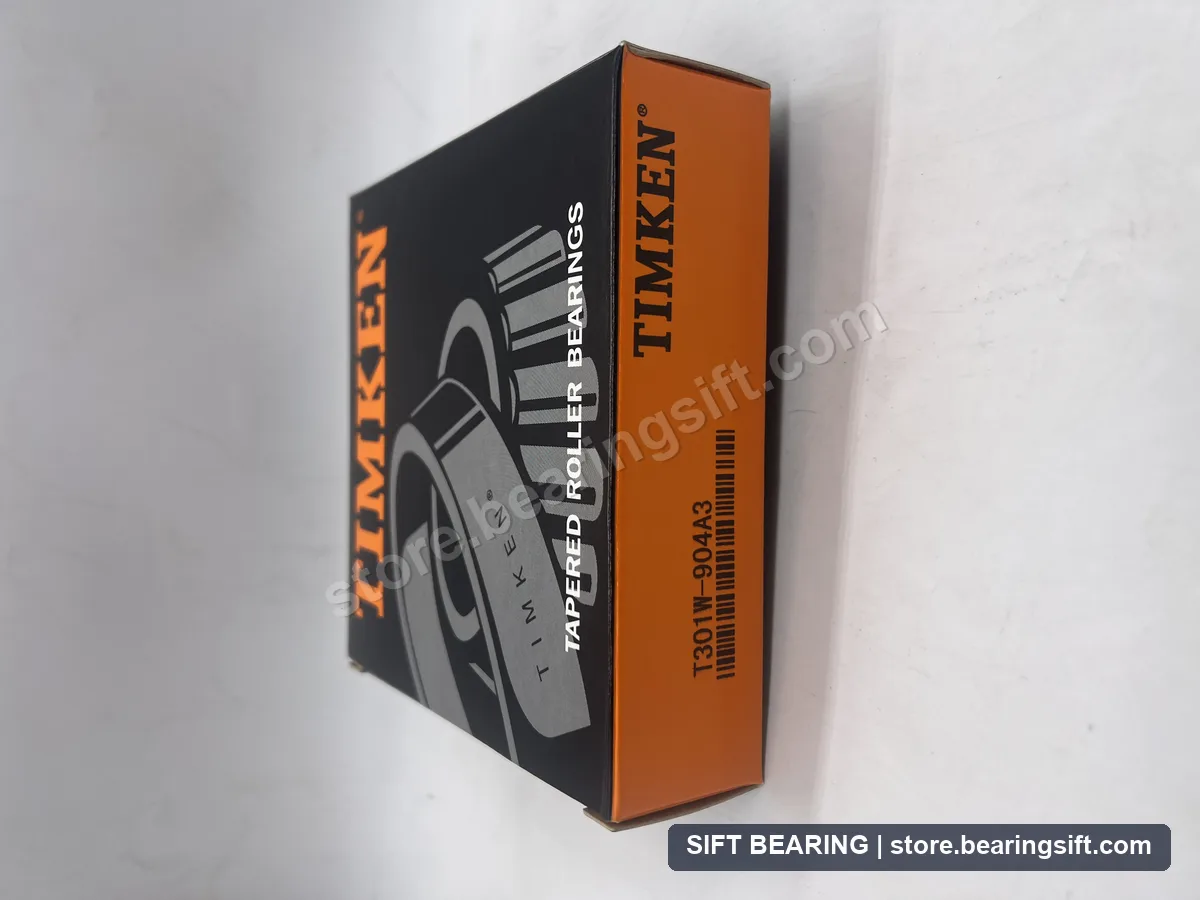 TIMKEN®
TAPERED ROLLER BEARINGS
TIMKEN®
TIMKEN®
T301W-904A3
store.bearingsift.com
SIFT BEARING | store.bearingsift.com